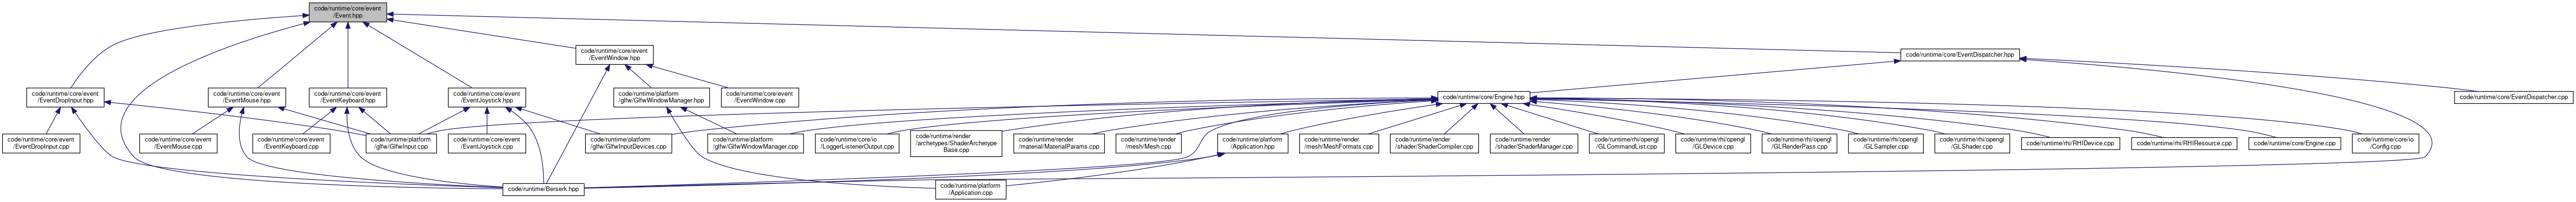 code/runtime/core/event
/Event.hpp
code/runtime/core/event
/EventWindow.hpp
code/runtime/core/EventDispatcher.hpp
code/runtime/core/event
/EventDropInput.hpp
code/runtime/core/event
/EventMouse.hpp
code/runtime/core/event
/EventKeyboard.hpp
code/runtime/core/event
/EventJoystick.hpp
code/runtime/platform
/glfw/GlfwWindowManager.hpp
code/runtime/core/event
/EventWindow.cpp
code/runtime/core/Engine.hpp
code/runtime/core/EventDispatcher.cpp
code/runtime/core/event
/EventDropInput.cpp
code/runtime/core/event
/EventMouse.cpp
code/runtime/core/event
/EventKeyboard.cpp
code/runtime/platform
/glfw/GlfwInput.cpp
code/runtime/core/event
/EventJoystick.cpp
code/runtime/platform
/glfw/GlfwInputDevices.cpp
code/runtime/platform
/glfw/GlfwWindowManager.cpp
code/runtime/core/io
/LoggerListenerOutput.cpp
code/runtime/render
/archetypes/ShaderArchetype
Base.cpp
code/runtime/render
/material/MaterialParams.cpp
code/runtime/render
/mesh/Mesh.cpp
code/runtime/platform
/Application.hpp
code/runtime/render
/mesh/MeshFormats.cpp
code/runtime/render
/shader/ShaderCompiler.cpp
code/runtime/render
/shader/ShaderManager.cpp
code/runtime/rhi/opengl
/GLCommandList.cpp
code/runtime/rhi/opengl
/GLDevice.cpp
code/runtime/rhi/opengl
/GLRenderPass.cpp
code/runtime/rhi/opengl
/GLSampler.cpp
code/runtime/rhi/opengl
/GLShader.cpp
code/runtime/rhi/RHIDevice.cpp
code/runtime/rhi/RHIResource.cpp
code/runtime/core/Engine.cpp
code/runtime/core/io
/Config.cpp
code/runtime/Berserk.hpp
code/runtime/platform
/Application.cpp